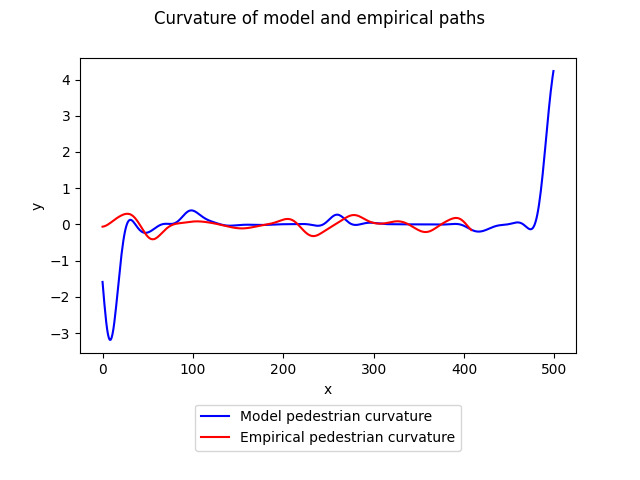 Curvature of model and empirical paths
4
3
2
1
0
−1
−2
−3
y
0 100 200 300 400 500
x
Model pedestrian curvature
Empirical pedestrian curvature